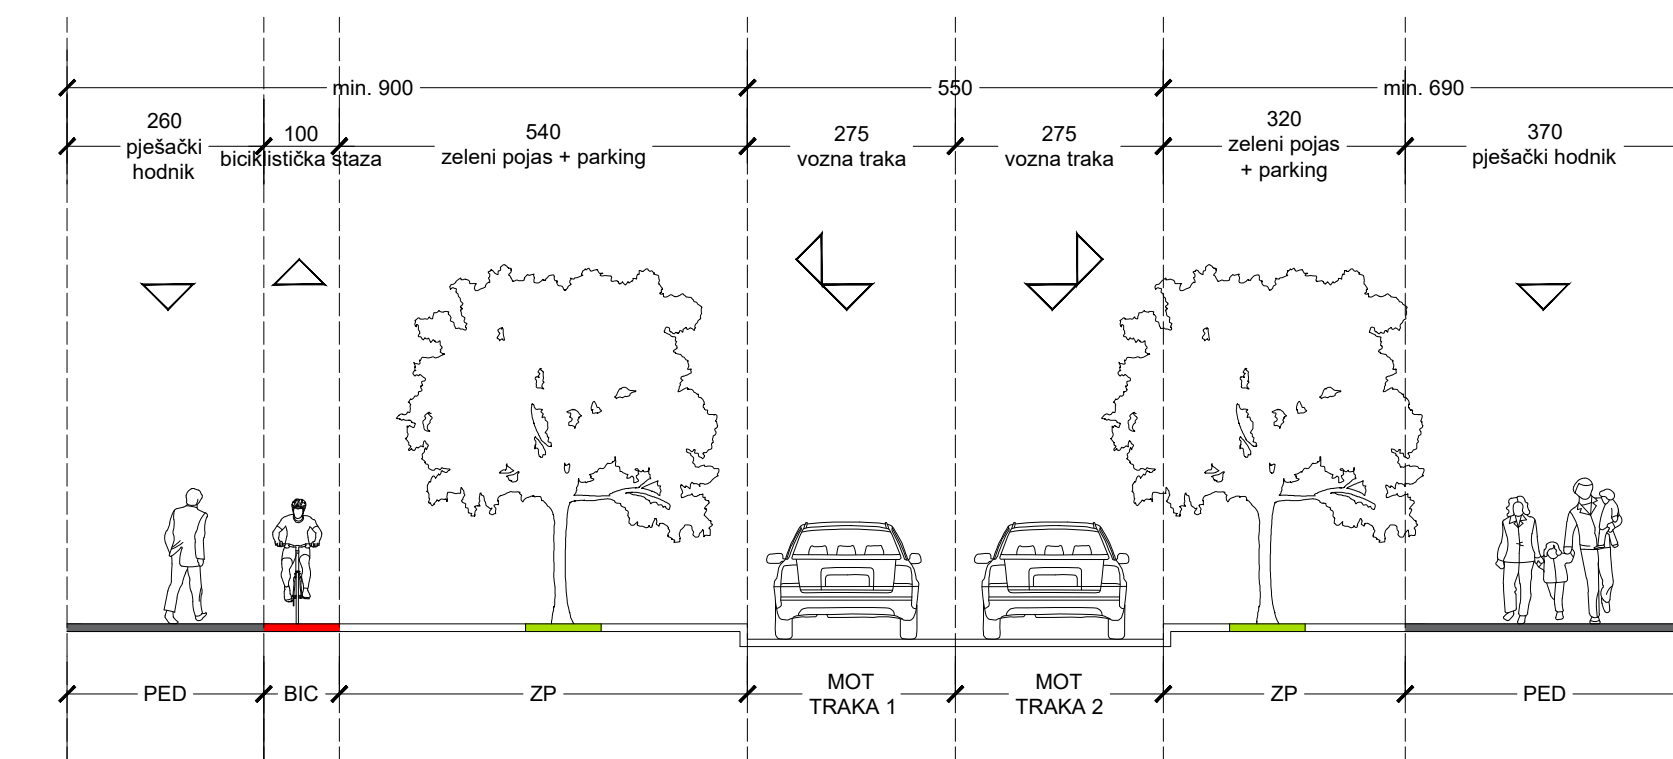 min. 900
550
min. 690
260
pješački
hodnik
100
biciklistička staza
540
zeleni pojas + parking
275
vozna traka
275
vozna traka
320
zeleni pojas
+ parking
370
pješački hodnik
PED
BIC
ZP
MOT
TRAKA 1
MOT
TRAKA 2
ZP
PED